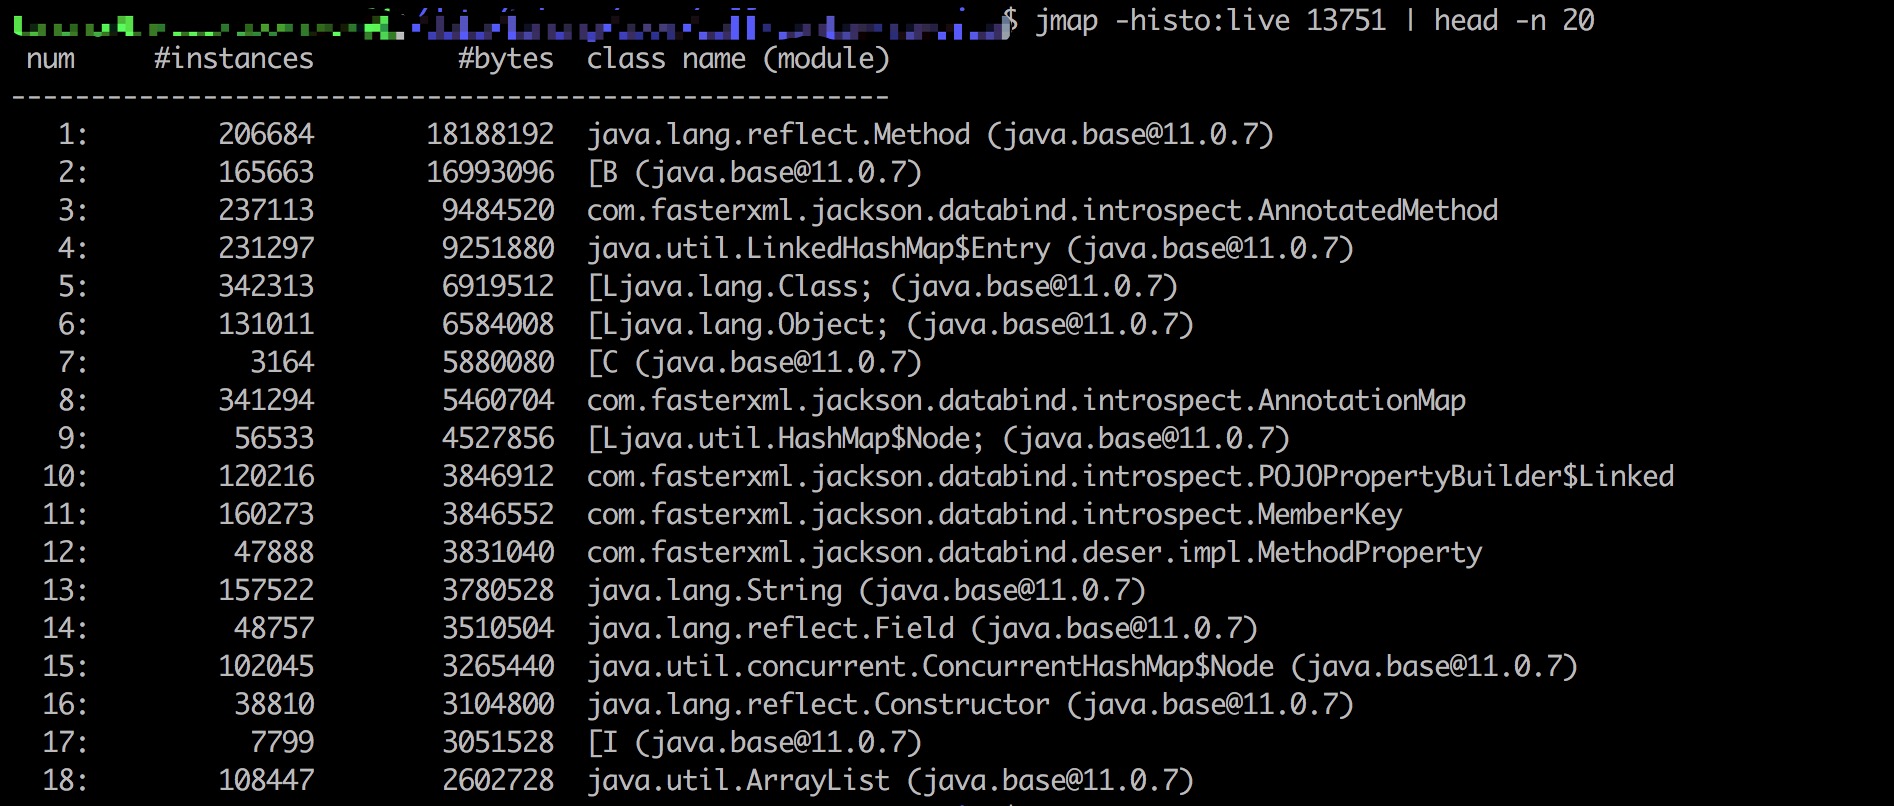 $ jmap -histo:live 13751 | head -n 20
num #instances #bytes class name (module)
-------------------------------------------------------
1: 206684 18188192 java.lang.reflect.Method (java.base@11.0.7)
2: 165663 16993096 [B (java.base@11.0.7)
3: 237113 9484520 com.fasterxml.jackson.databind.introspect.AnnotatedMethod
4: 231297 9251880 java.util.LinkedHashMap$Entry (java.base@11.0.7)
5: 342313 6919512 [Ljava.lang.Class; (java.base@11.0.7)
6: 131011 6584008 [Ljava.lang.Object; (java.base@11.0.7)
7: 3164 5880080 [C (java.base@11.0.7)
8: 341294 5460704 com.fasterxml.jackson.databind.introspect.AnnotationMap
9: 56533 4527856 [Ljava.util.HashMap$Node; (java.base@11.0.7)
10: 120216 3846912 com.fasterxml.jackson.databind.introspect.POJOPropertyBuilder$Linked
11: 160273 3846552 com.fasterxml.jackson.databind.introspect.MemberKey
12: 47888 3831040 com.fasterxml.jackson.databind.deser.impl.MethodProperty
13: 157522 3780528 java.lang.String (java.base@11.0.7)
14: 48757 3510504 java.lang.reflect.Field (java.base@11.0.7)
15: 102045 3265440 java.util.concurrent.ConcurrentHashMap$Node (java.base@11.0.7)
16: 38810 3104800 java.lang.reflect.Constructor (java.base@11.0.7)
17: 7799 3051528 [I (java.base@11.0.7)
18: 108447 2602728 java.util.ArrayList (java.base@11.0.7)